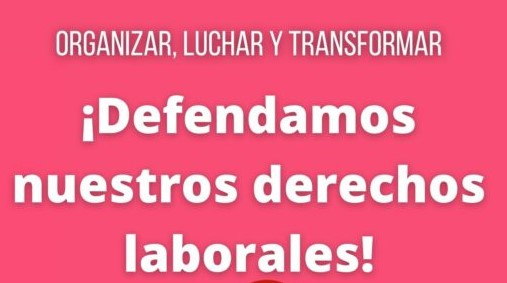 ORGANIZAR, LUCHAR Y TRANSFORMAR
¡Defendamos
nuestros derechos
laborales!